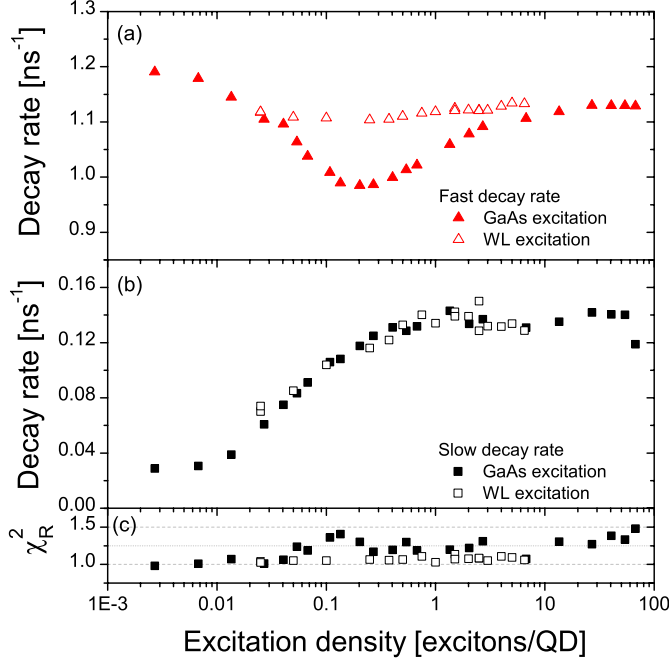 1.3
(a)
1.2
1.1
1.0
0.9
Decay rate [ns⁻¹]
Fast decay rate
GaAs excitation
WL excitation
(b)
0.16
0.12
0.08
0.04
0.00
Decay rate [ns⁻¹]
Slow decay rate
GaAs excitation
WL excitation
(c)
1.5
1.0
χ²R
1E-3 0.01 0.1 1 10 100
Excitation density [excitons/QD]